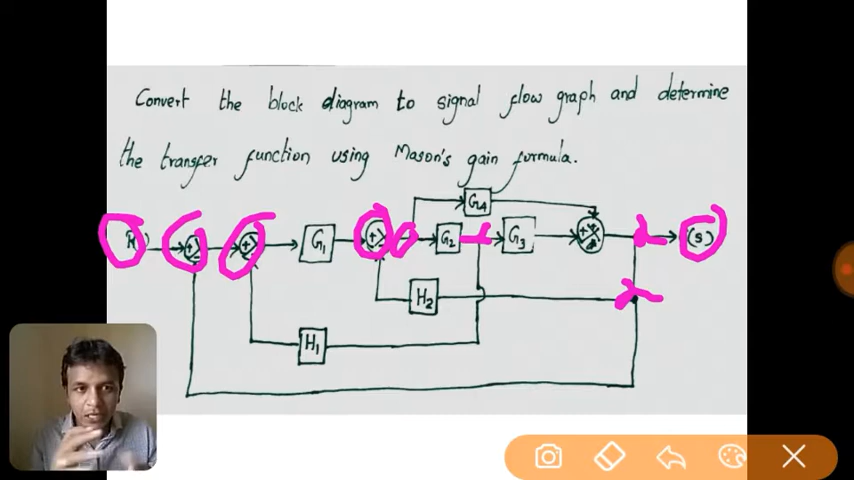 Convert the block diagram to signal flow graph and determine
the transfer function using Mason's gain formula.
G4
G1
G2
G3
(s)
H2
H1